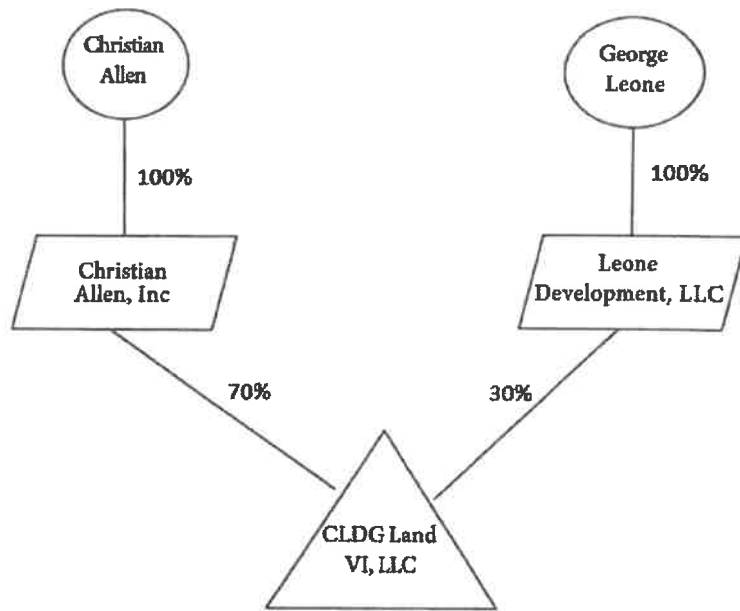 Christian
Allen
George
Leone
100%
100%
Christian
Allen, Inc
Leone
Development, LLC
70%
30%
CLDG Land
VI, LLC